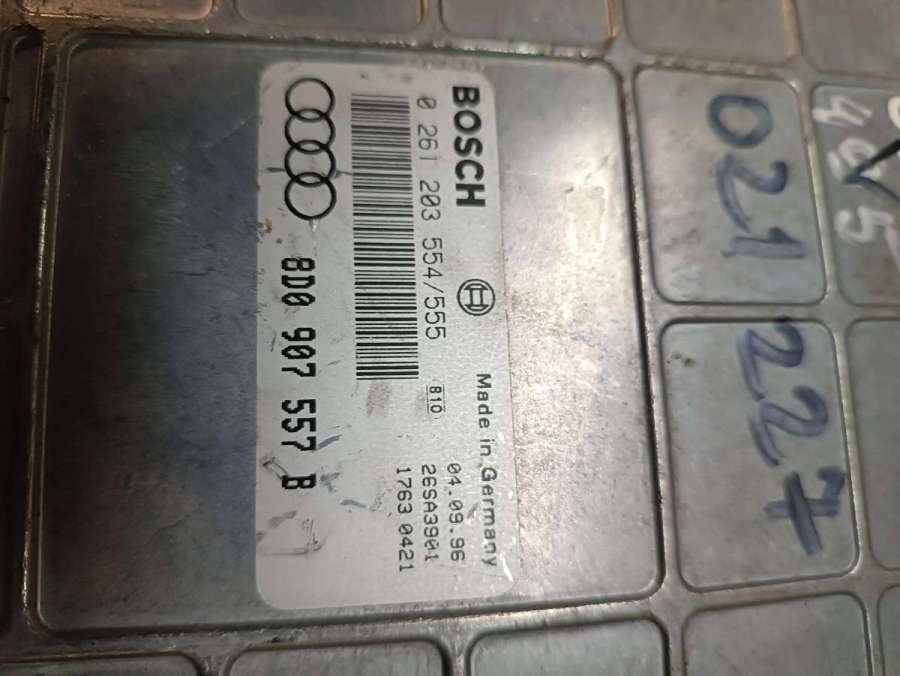 BOSCH
0 261 203 554/555
810
Made in Germany
04.09.96
26SA3901
1763 0421
8D0 907 557 B
021
227
405